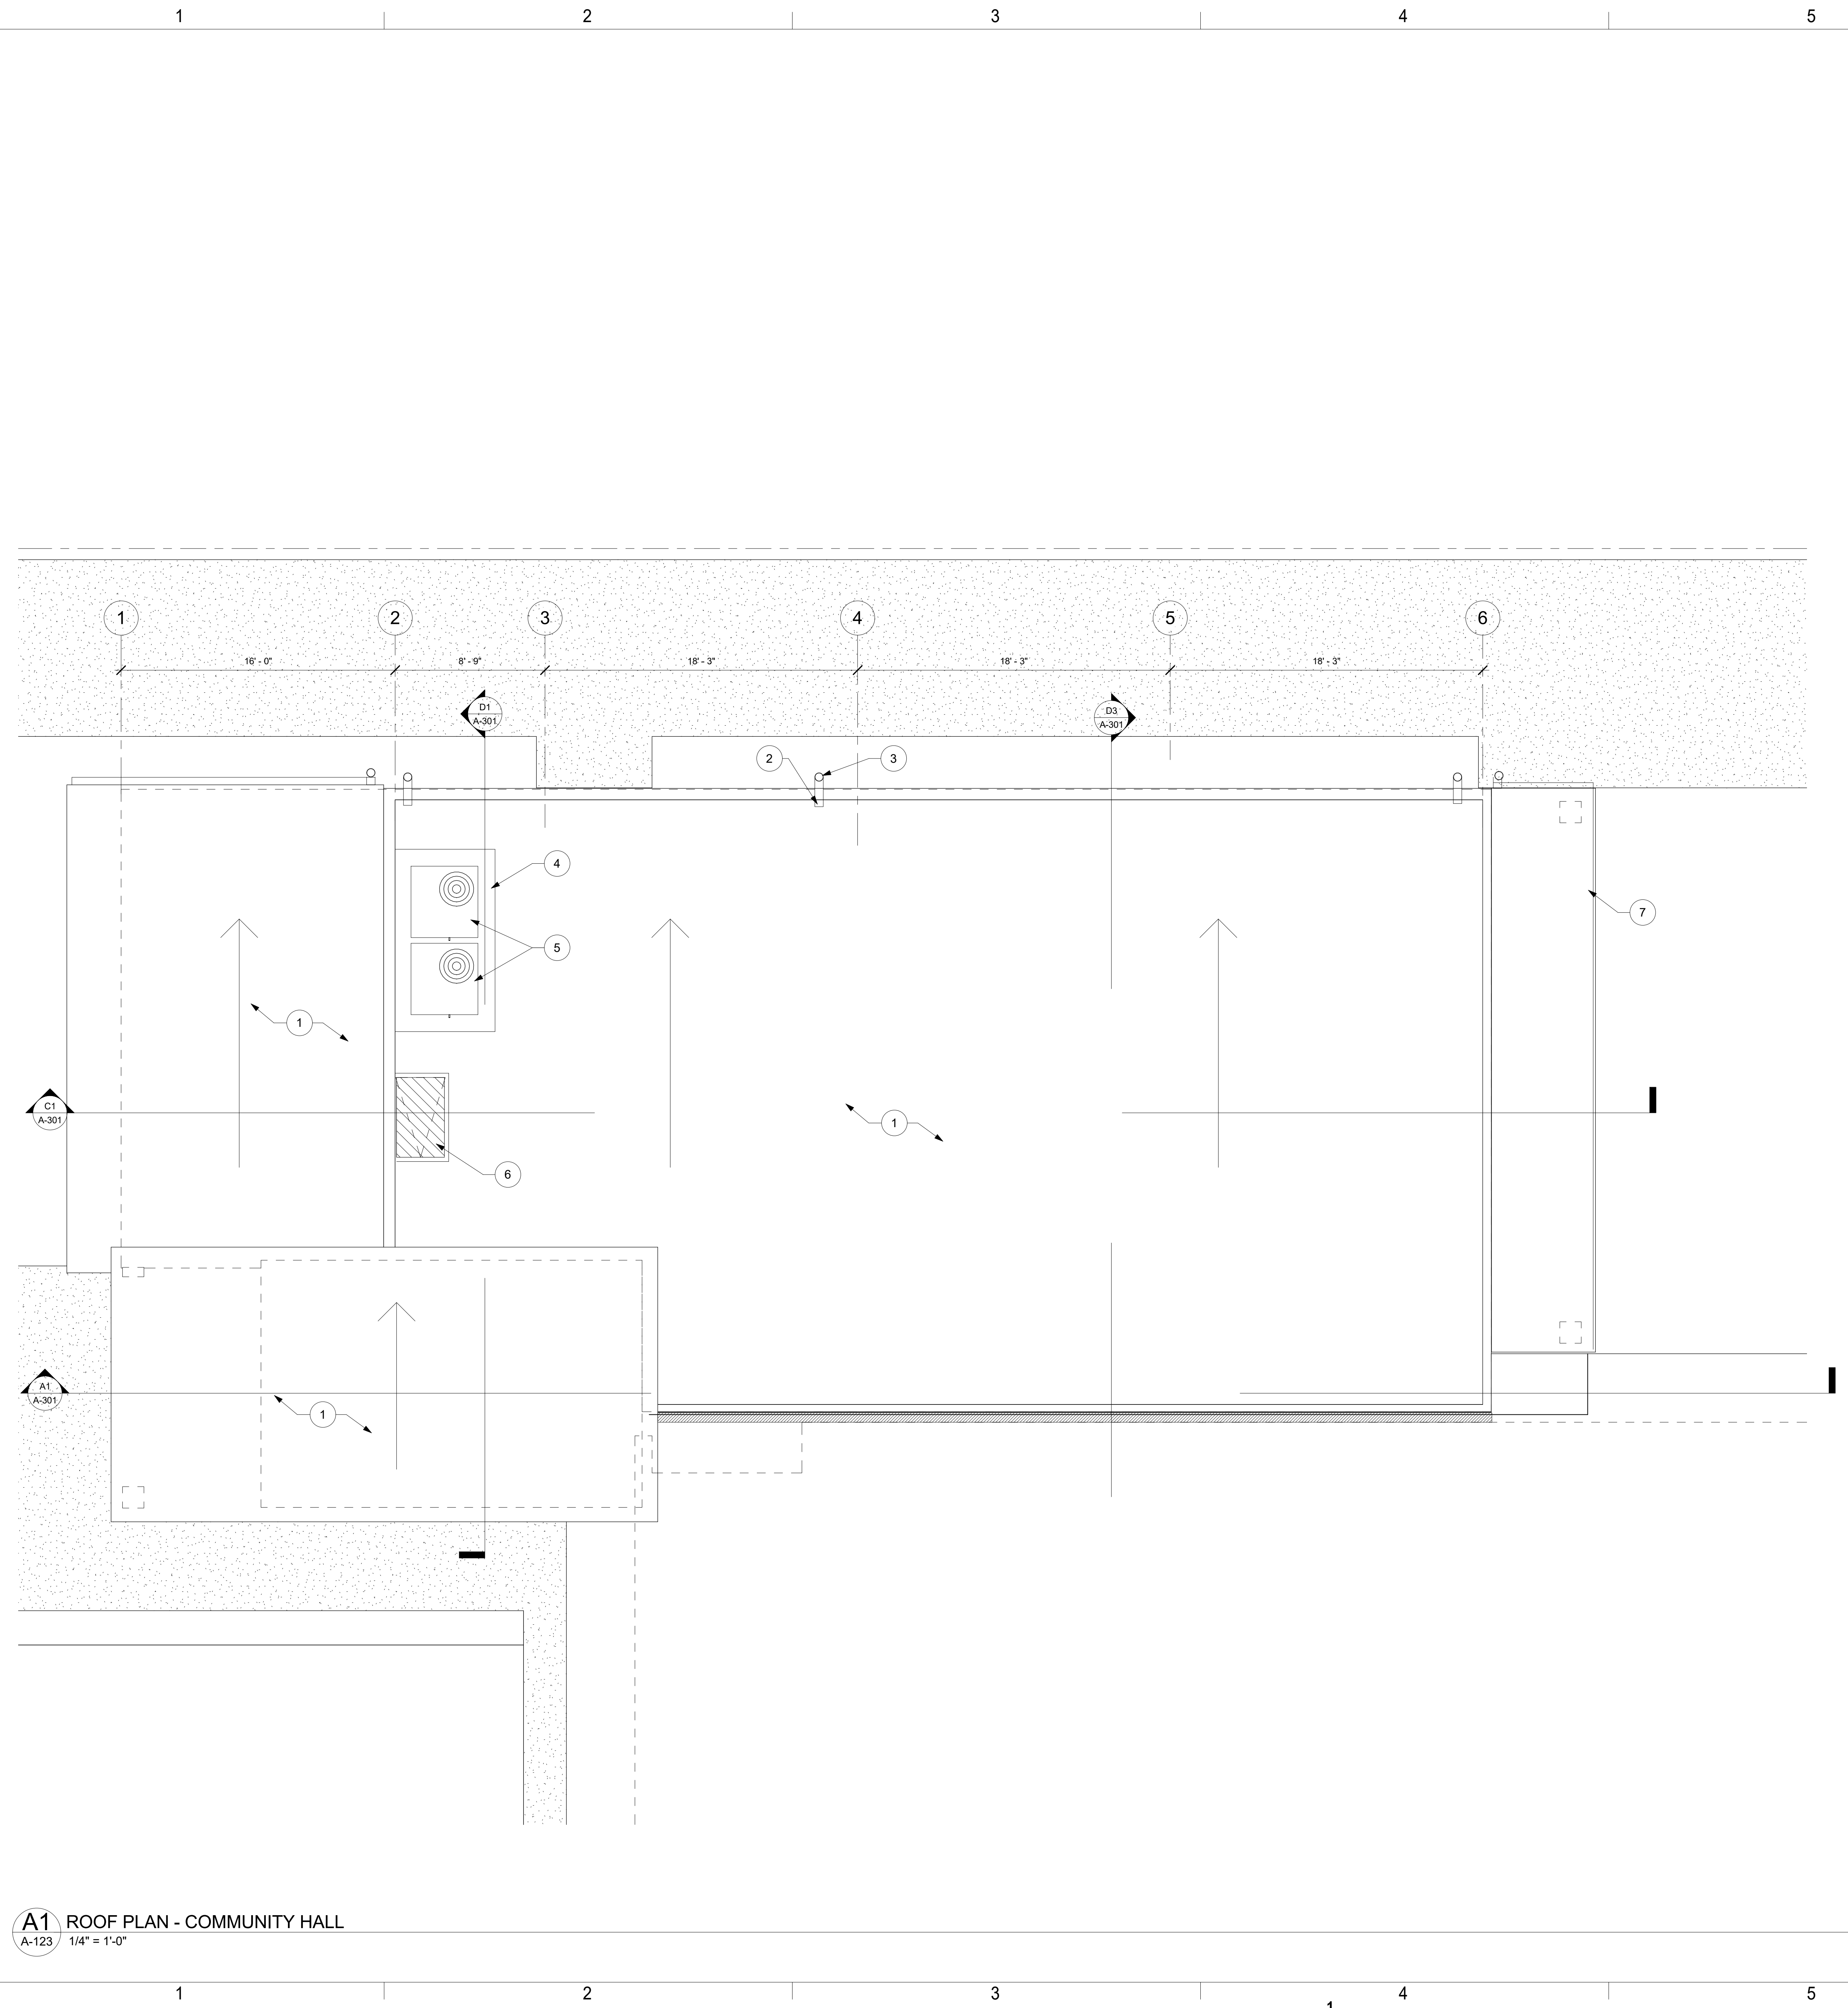 1 2 3 4 5
1 2 3 4 5 6
16' - 0" 8' - 9" 18' - 3" 18' - 3" 18' - 3"
D1
A-301
D3
A-301
2 3
4
7
5
1
C1
A-301
1
6
A1
A-301
1
A1
A-123
ROOF PLAN - COMMUNITY HALL
1/4" = 1'-0"
1 2 3 4 5